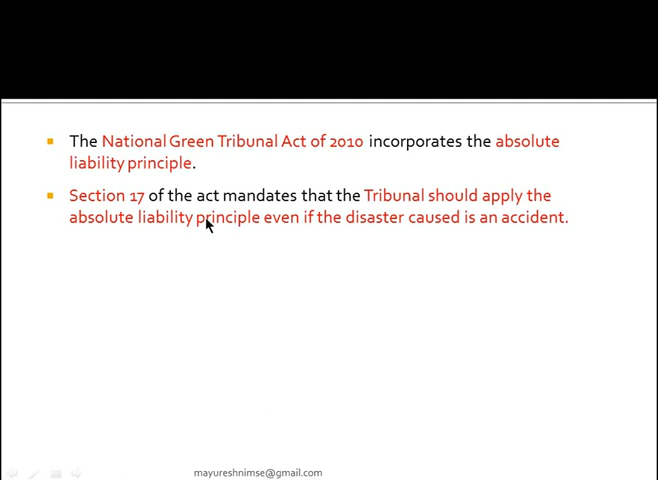 The National Green Tribunal Act of 2010 incorporates the absolute
liability principle.
Section 17 of the act mandates that the Tribunal should apply the
absolute liability principle even if the disaster caused is an accident.
mayureshnimse@gmail.com